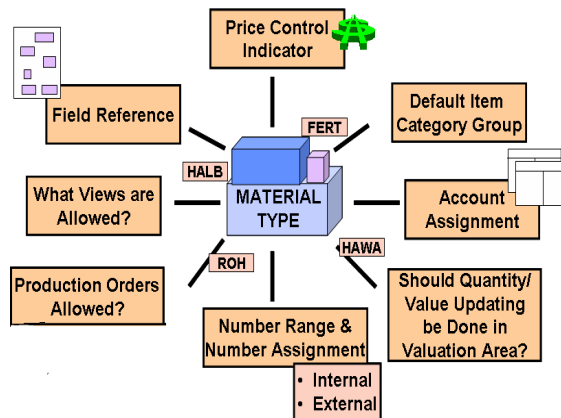 Price Control
Indicator
Field Reference
FERT
Default Item
Category Group
HALB
What Views are
Allowed?
MATERIAL
TYPE
Account
Assignment
ROH
HAWA
Production Orders
Allowed?
Number Range &
Number Assignment
• Internal
• External
Should Quantity/
Value Updating
be Done in
Valuation Area?